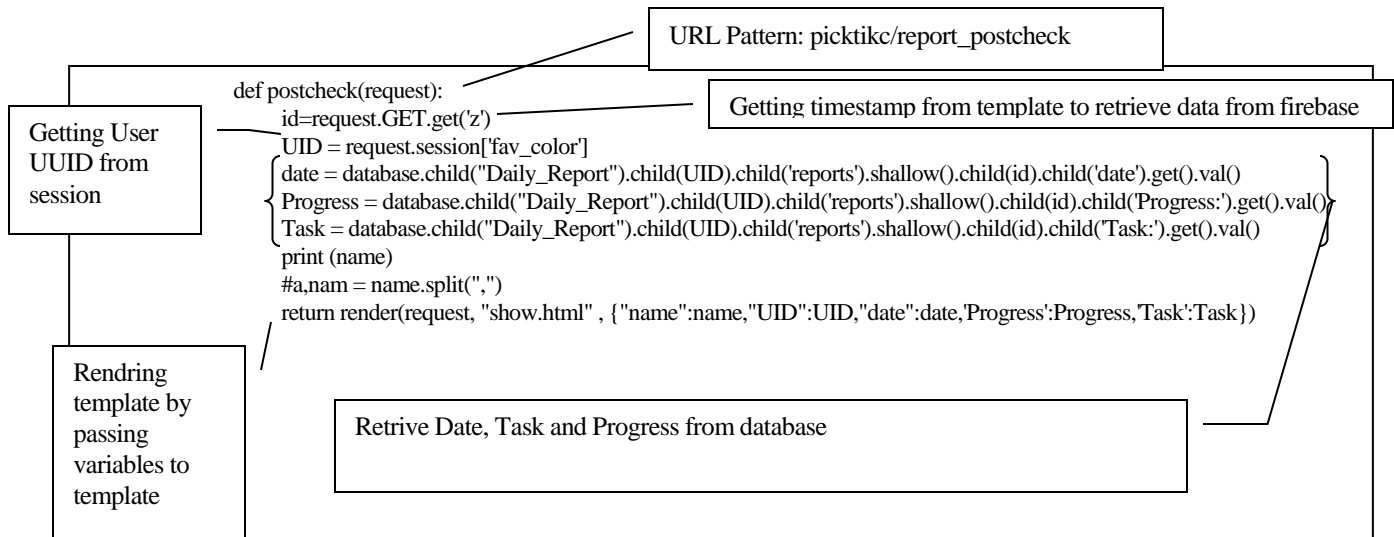 URL Pattern: picktikc/report_postcheck
def postcheck(request):
id=request.GET.get('z')
Getting timestamp from template to retrieve data from firebase
Getting User
UUID from
session
UID = request.session['fav_color']
date = database.child("Daily_Report").child(UID).child('reports').shallow().child(id).child('date').get().val()
Progress = database.child("Daily_Report").child(UID).child('reports').shallow().child(id).child('Progress:').get().val()
Task = database.child("Daily_Report").child(UID).child('reports').shallow().child(id).child('Task:').get().val()
print (name)
#a,nam = name.split(",")
return render(request, "show.html" , {"name":name,"UID":UID,"date":date,'Progress':Progress,'Task':Task})
Rendring
template by
passing
variables to
template
Retrive Date, Task and Progress from database